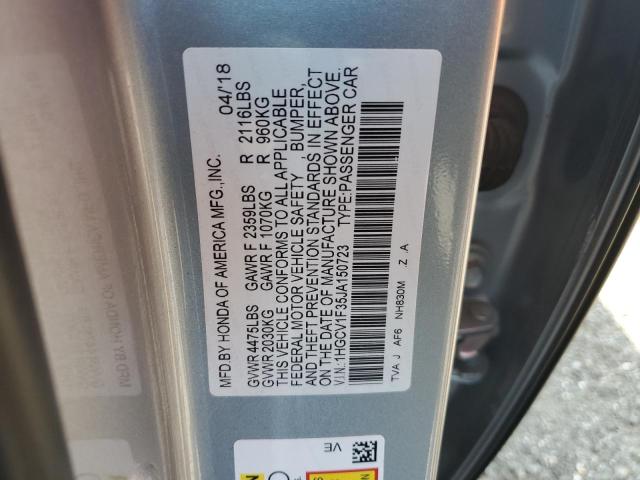 MFD.BY HONDA OF AMERICA MFG.,INC. 04/'18
GVWR 4475LBS GAWR F 2359LBS R 2116LBS
GVWR 2030KG GAWR F 1070KG R 960KG
THIS VEHICLE CONFORMS TO ALL APPLICABLE
FEDERAL MOTOR VEHICLE SAFETY , BUMPER,
AND THEFT PREVENTION STANDARDS IN EFFECT
ON THE DATE OF MANUFACTURE SHOWN ABOVE.
V.I.N.:1HGCV1F35JA150723 TYPE:PASSENGER CAR
TVA J AF6 NH830M .Z .A
VE